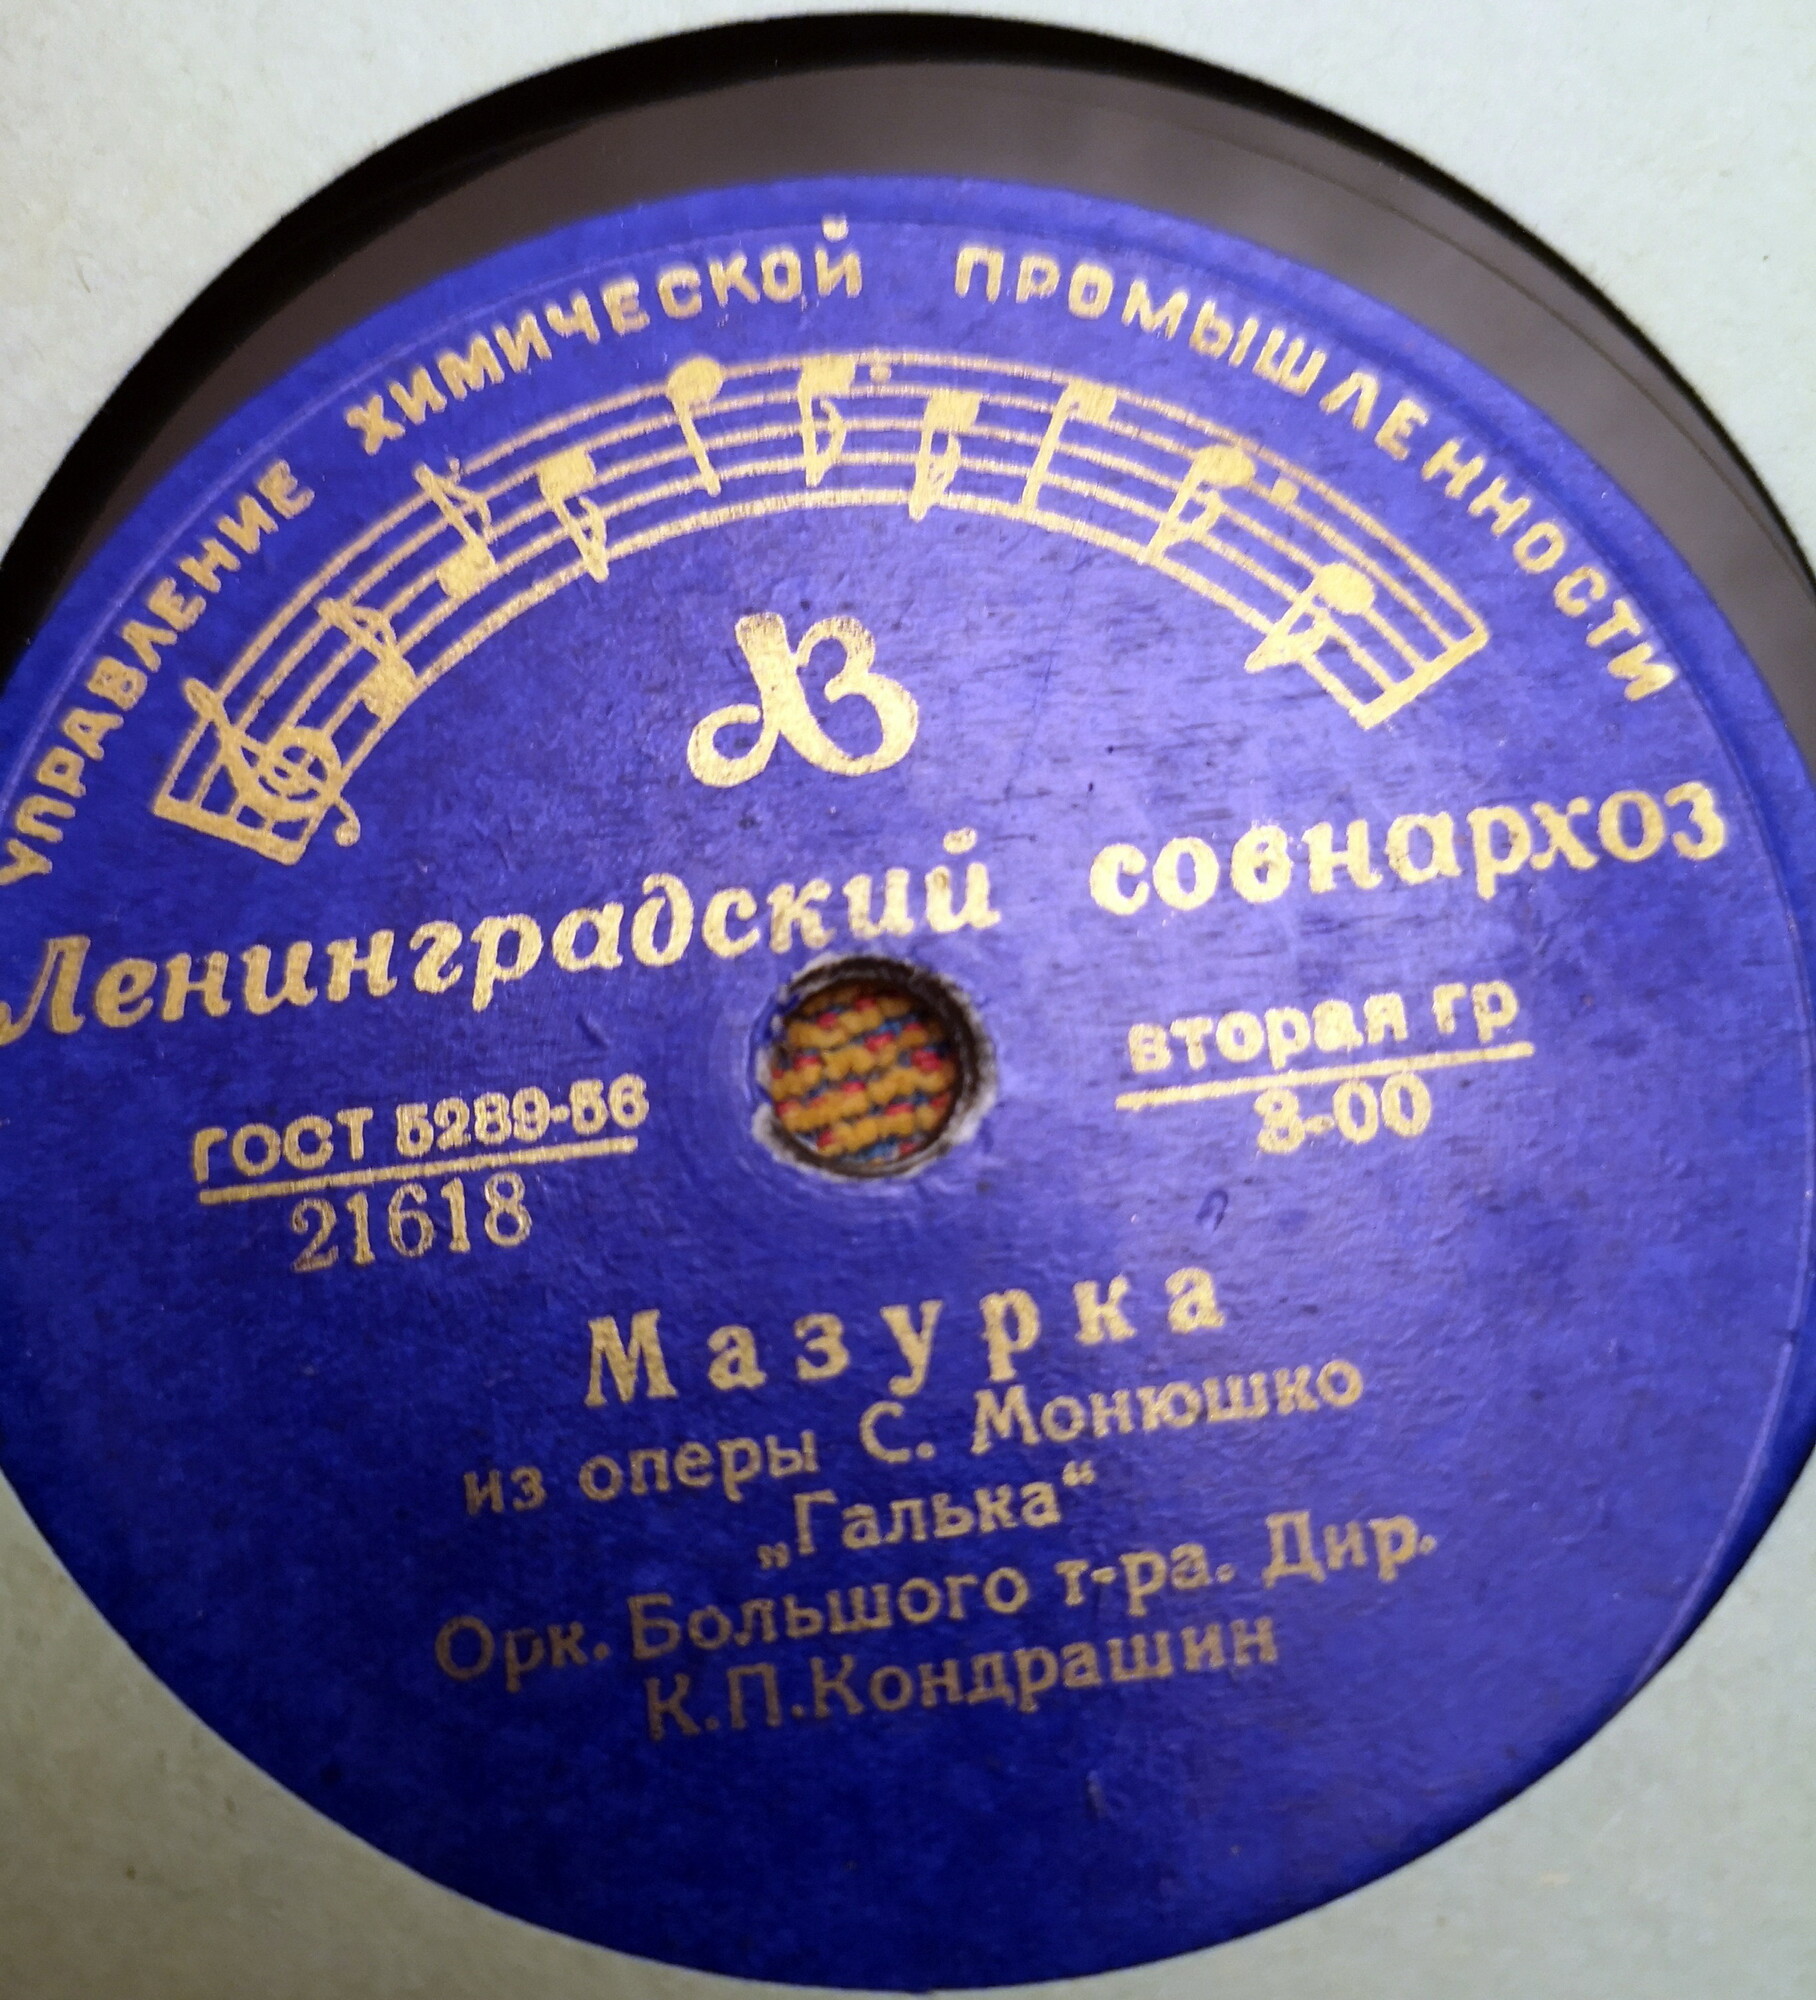 УПРАВЛЕНИЕ ХИМИЧЕСКОЙ ПРОМЫШЛЕННОСТИ
Ленинградский совнархоз
ГОСТ 5289-56
21618
вторая гр
8-00
Мазурка
из оперы С. Монюшко
„Галька“
Орк. Большого т-ра. Дир.
К.П.Кондрашин